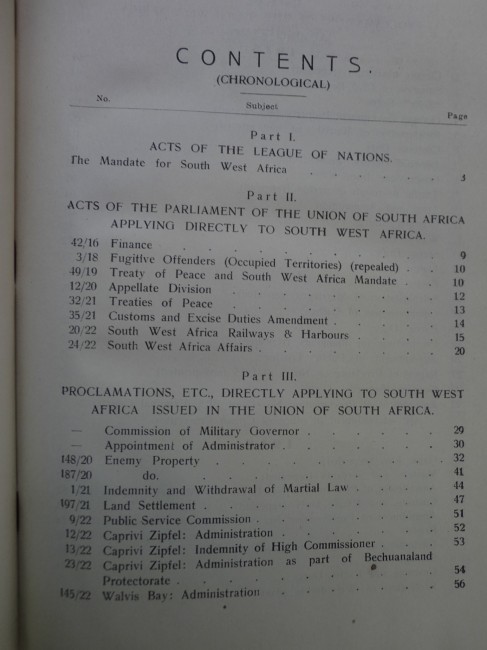 CONTENTS.
(CHRONOLOGICAL)
No. Subject Page
Part I.
ACTS OF THE LEAGUE OF NATIONS.
The Mandate for South West Africa . . . . . . 3
Part II.
ACTS OF THE PARLIAMENT OF THE UNION OF SOUTH AFRICA
APPLYING DIRECTLY TO SOUTH WEST AFRICA.
42/16 Finance . . . . . . . . . 9
3/18 Fugitive Offenders (Occupied Territories) (repealed) . . 10
49/19 Treaty of Peace and South West Africa Mandate . . 10
12/20 Appellate Division . . . . . . . 12
32/21 Treaties of Peace . . . . . . . 13
35/21 Customs and Excise Duties Amendment . . . . 14
20/22 South West Africa Railways & Harbours . . . . 15
24/22 South West Africa Affairs . . . . . . 20
Part III.
PROCLAMATIONS, ETC., DIRECTLY APPLYING TO SOUTH WEST
AFRICA ISSUED IN THE UNION OF SOUTH AFRICA.
— Commission of Military Governor . . . . . 29
— Appointment of Administrator . . . . . . 30
148/20 Enemy Property . . . . . . . . 32
187/20 do. . . . . . . . . 41
1/21 Indemnity and Withdrawal of Martial Law . . . . 44
197/21 Land Settlement . . . . . . . . 47
9/22 Public Service Commission . . . . . . 51
12/22 Caprivi Zipfel: Administration . . . . . . 52
13/22 Caprivi Zipfel: Indemnity of High Commissioner . . . 53
23/22 Caprivi Zipfel: Administration as part of Bechuanaland
Protectorate . . . . . . . . 54
145/22 Walvis Bay: Administration . . . . . . 56